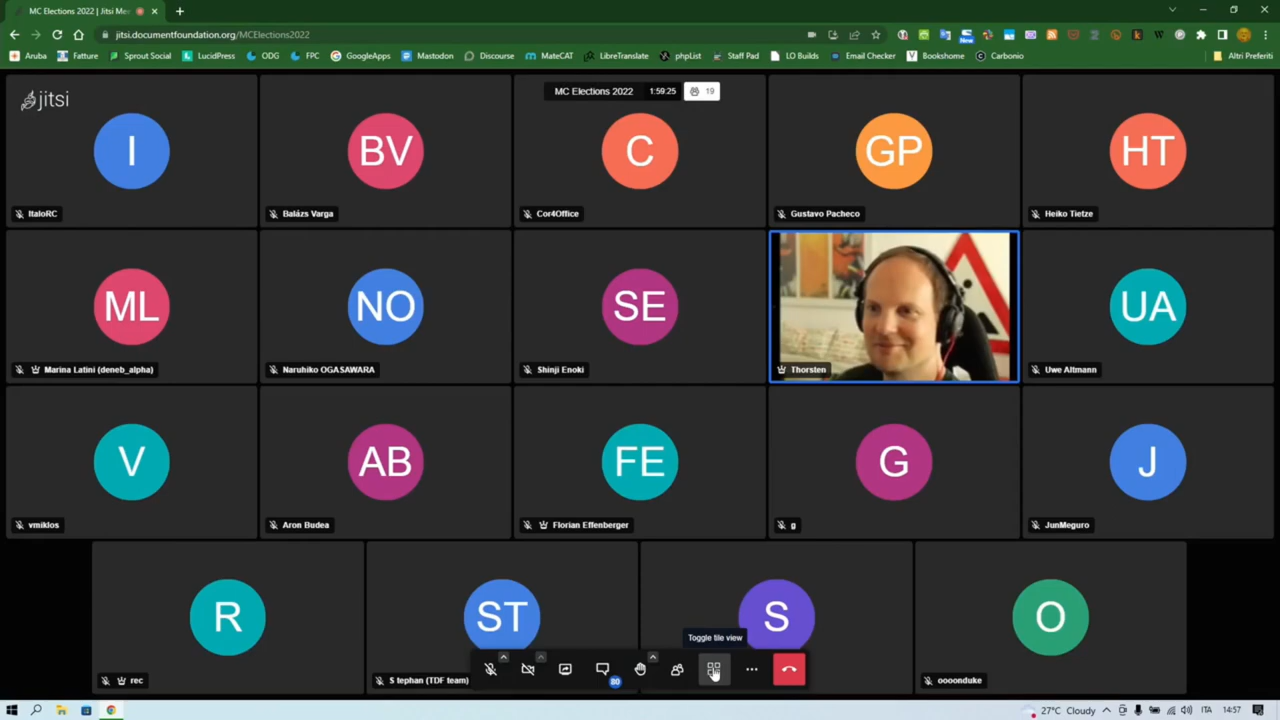 MC Elections 2022 | Jitsi Me
jitsi.documentfoundation.org/MCElections2022
Aruba Fatture Sprout Social LucidPress ODG FPC GoogleApps Mastodon Discourse MateCAT LibreTranslate phpList Staff Pad LO Builds Email Checker Bookshome Carbonio Altri Preferiti
jitsi
MC Elections 2022 1:59:25 19
I BV C GP HT
ItaloRC Balázs Varga Cor4Office Gustavo Pacheco Heiko Tietze
ML NO SE UA
Marina Latini (deneb_alpha) Naruhiko OGASAWARA Shinji Enoki Thorsten Uwe Altmann
V AB FE G J
vmiklos Aron Budea Florian Effenberger g JunMeguro
R ST S O
Toggle tile view
rec S tephan (TDF team) oooonduke
80
27°C Cloudy ITA 14:57